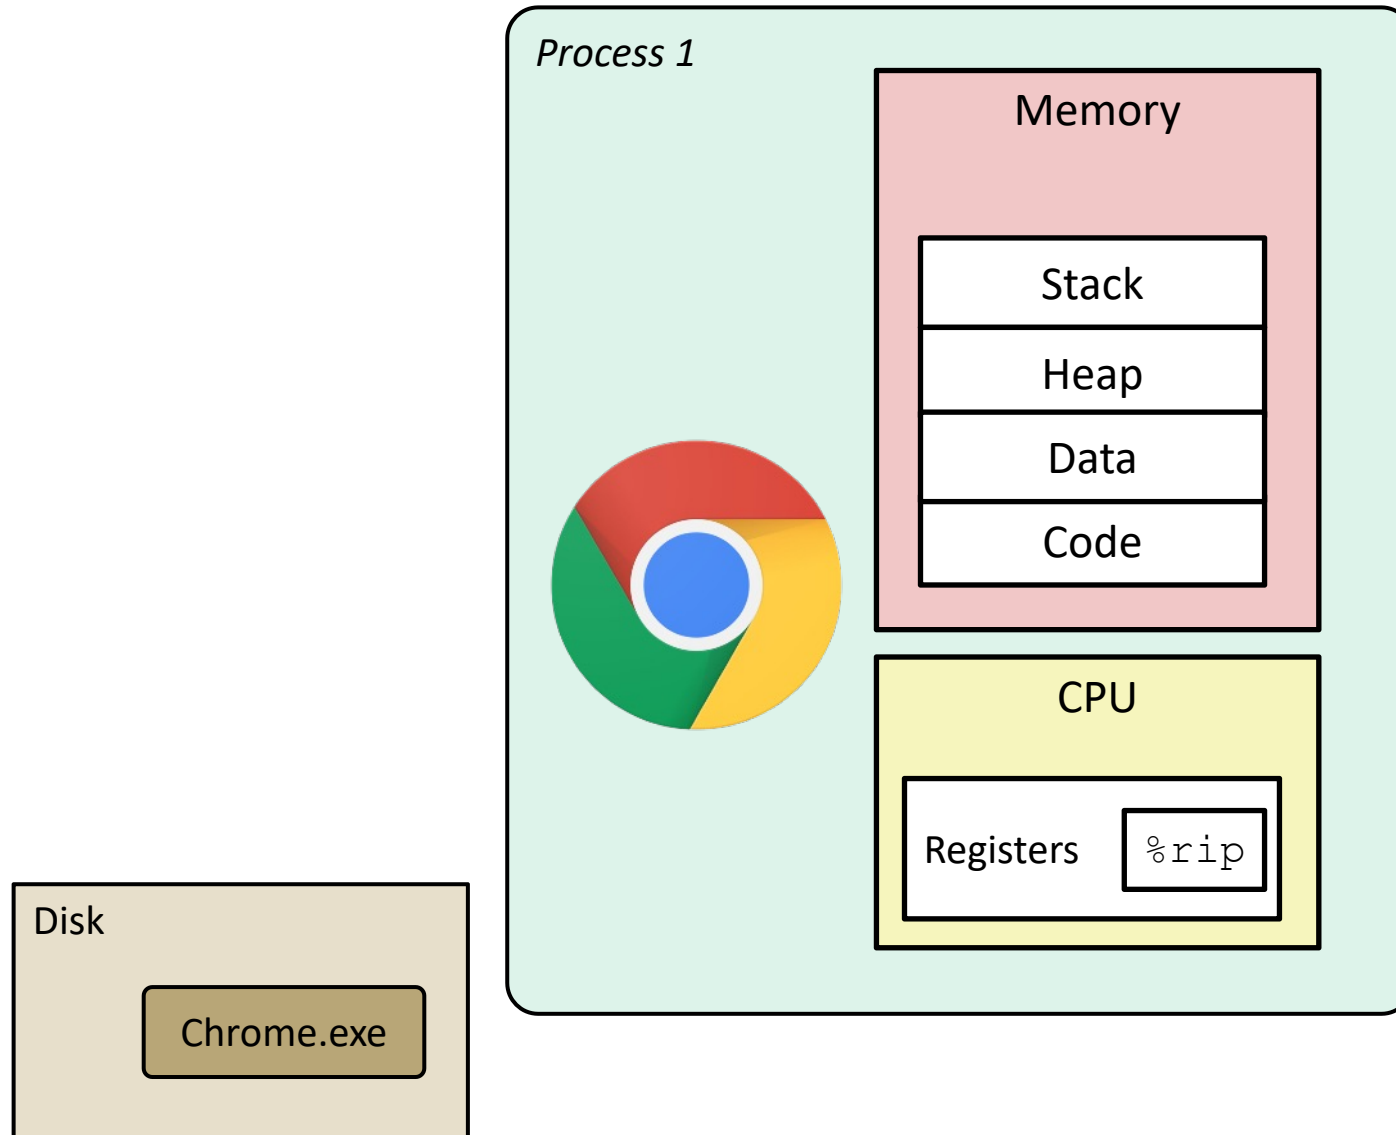 Process 1
Memory
Stack
Heap
Data
Code
CPU
Registers %rip
Disk
Chrome.exe